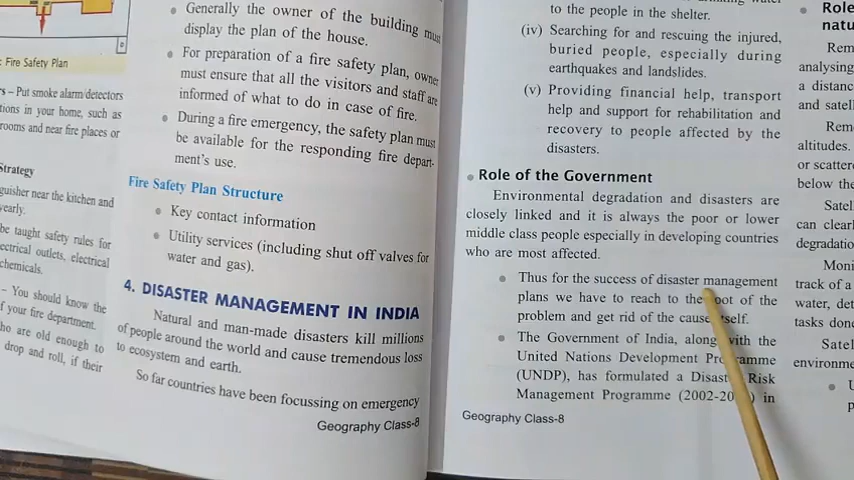 : Fire Safety Plan
rs – Put smoke alarm/detectors
tions in your home, such as
rooms and near fire places or
Strategy
guisher near the kitchen and
yearly.
be taught safety rules for
ectrical outlets, electrical
chemicals.
– You should know the
f your fire department.
ho are old enough to
drop and roll, if their
Generally the owner of the building must
display the plan of the house.
For preparation of a fire safety plan, owner
must ensure that all the visitors and staff are
informed of what to do in case of fire.
During a fire emergency, the safety plan must
be available for the responding fire depart-
ment's use.
Fire Safety Plan Structure
Key contact information
Utility services (including shut off valves for
water and gas).
4. DISASTER MANAGEMENT IN INDIA
Natural and man-made disasters kill millions
of people around the world and cause tremendous loss
to ecosystem and earth.
So far countries have been focussing on emergency
Geography Class-8
to the people in the shelter.
(iv) Searching for and rescuing the injured,
buried people, especially during
earthquakes and landslides.
(v) Providing financial help, transport
help and support for rehabilitation and
recovery to people affected by the
disasters.
Role of the Government
Environmental degradation and disasters are
closely linked and it is always the poor or lower
middle class people especially in developing countries
who are most affected.
Thus for the success of disaster management
plans we have to reach to the root of the
problem and get rid of the cause itself.
The Government of India, along with the
United Nations Development Programme
(UNDP), has formulated a Disaster Risk
Management Programme (2002-20 ) in
Geography Class-8
Role
natu
Rem
analysing
a distanc
and satel
Rem
altitudes.
or scatter
below the
Satel
can clearl
degradatio
Moni
track of a
water, det
tasks done
Satel
environme